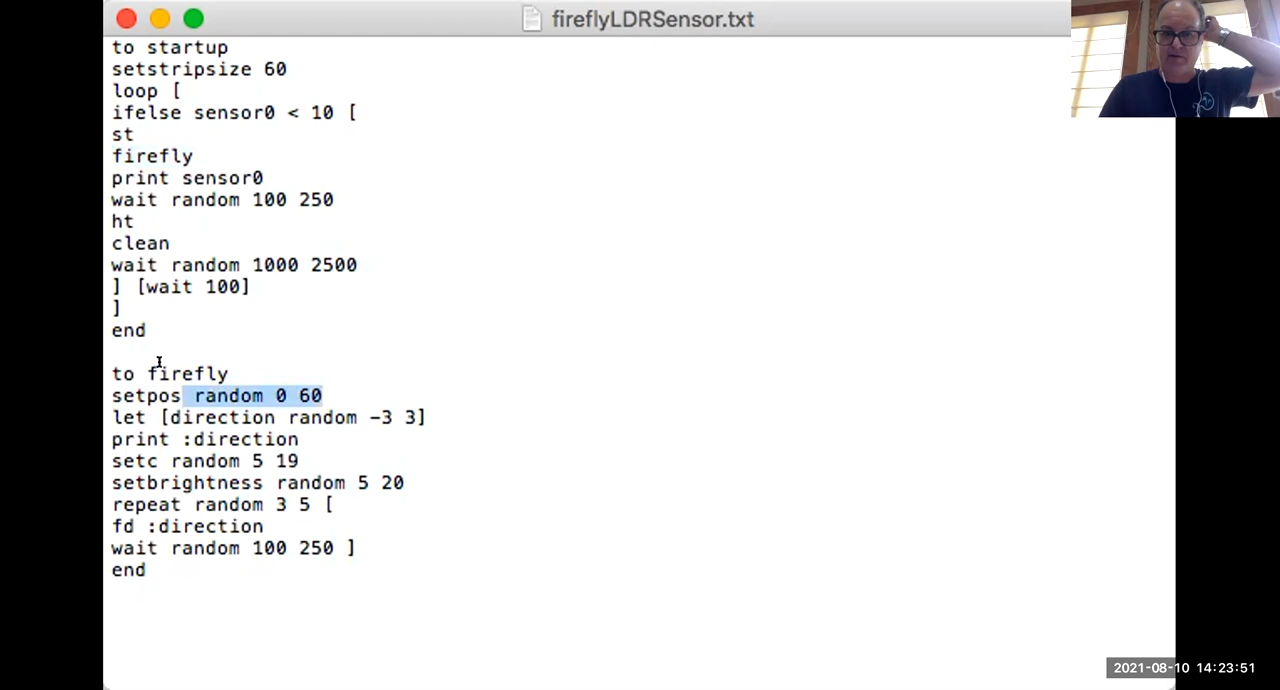 fireflyLDRSensor.txt
to startup
setstripsize 60
loop [
ifelse sensor0 < 10 [
st
firefly
print sensor0
wait random 100 250
ht
clean
wait random 1000 2500
] [wait 100]
]
end
to firefly
setpos random 0 60
let [direction random -3 3]
print :direction
setc random 5 19
setbrightness random 5 20
repeat random 3 5 [
fd :direction
wait random 100 250 ]
end
2021-08-10 14:23:51